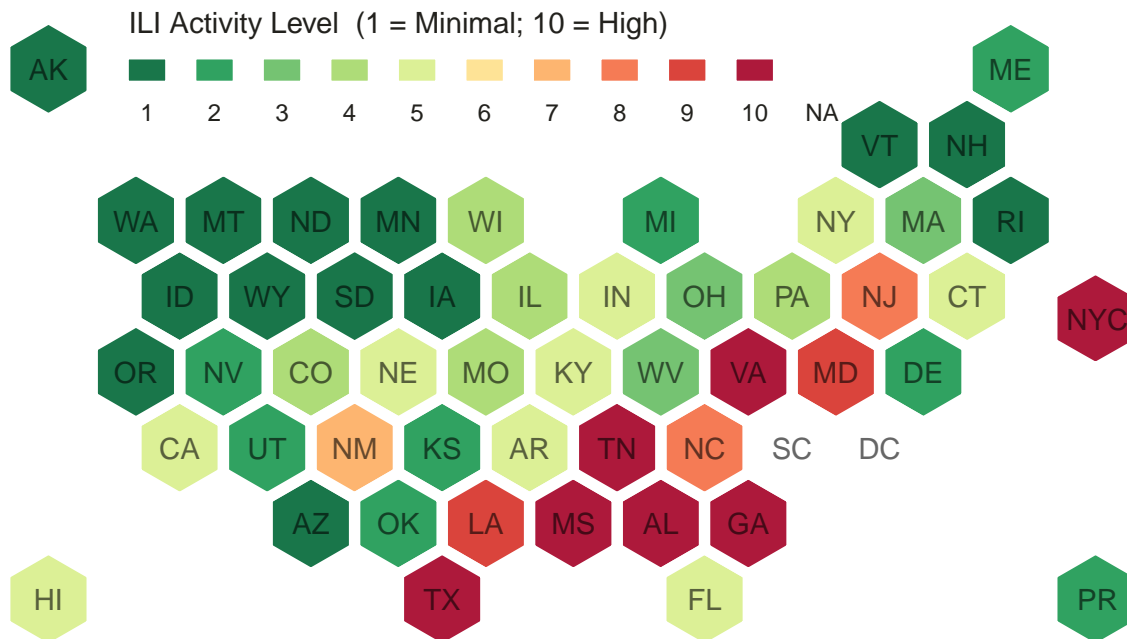 ILI Activity Level  (1 = Minimal; 10 = High)
1 2 3 4 5 6 7 8 9 10 NA
AK ME
VT NH
WA MT ND MN WI MI NY MA RI
ID WY SD IA IL IN OH PA NJ CT
NYC
OR NV CO NE MO KY WV VA MD DE
CA UT NM KS AR TN NC SC DC
AZ OK LA MS AL GA
HI TX FL PR